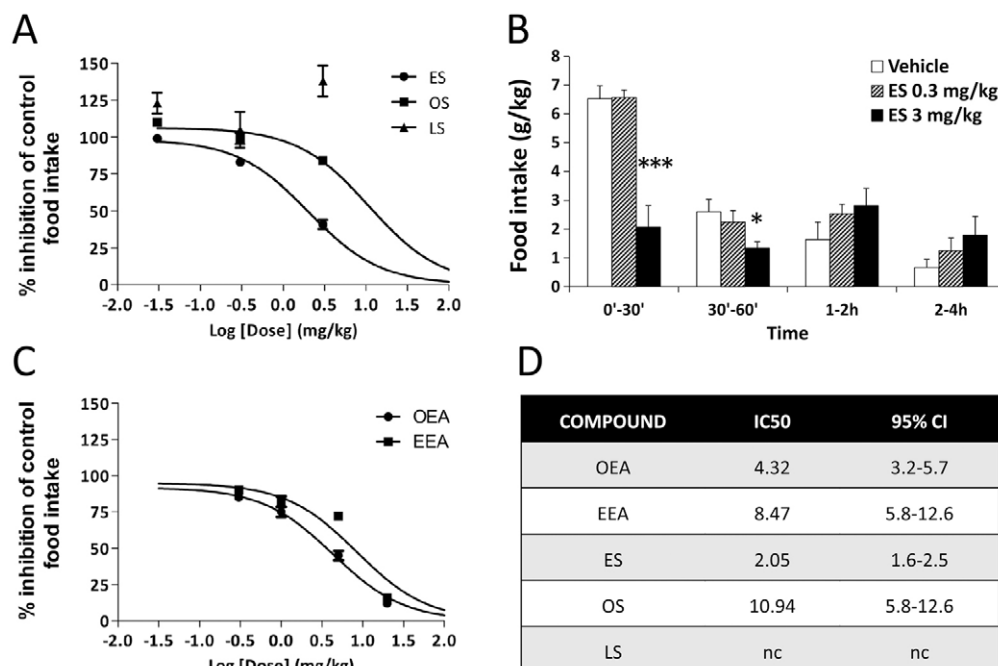 A
% inhibition of control
food intake
150
125
100
75
50
25
0
-2.0 -1.5 -1.0 -0.5 0.0 0.5 1.0 1.5 2.0
Log [Dose] (mg/kg)
ES
OS
LS
B
Food intake (g/kg)
8
7
6
5
4
3
2
1
0
Vehicle
ES 0.3 mg/kg
ES 3 mg/kg
***
*
0'-30' 30'-60' 1-2h 2-4h
Time
C
% inhibition of control
food intake
150
125
100
75
50
25
0
-2.0 -1.5 -1.0 -0.5 0.0 0.5 1.0 1.5 2.0
Log [Dose] (mg/kg)
OEA
EEA
D
COMPOUND IC50 95% CI
OEA 4.32 3.2-5.7
EEA 8.47 5.8-12.6
ES 2.05 1.6-2.5
OS 10.94 5.8-12.6
LS nc nc